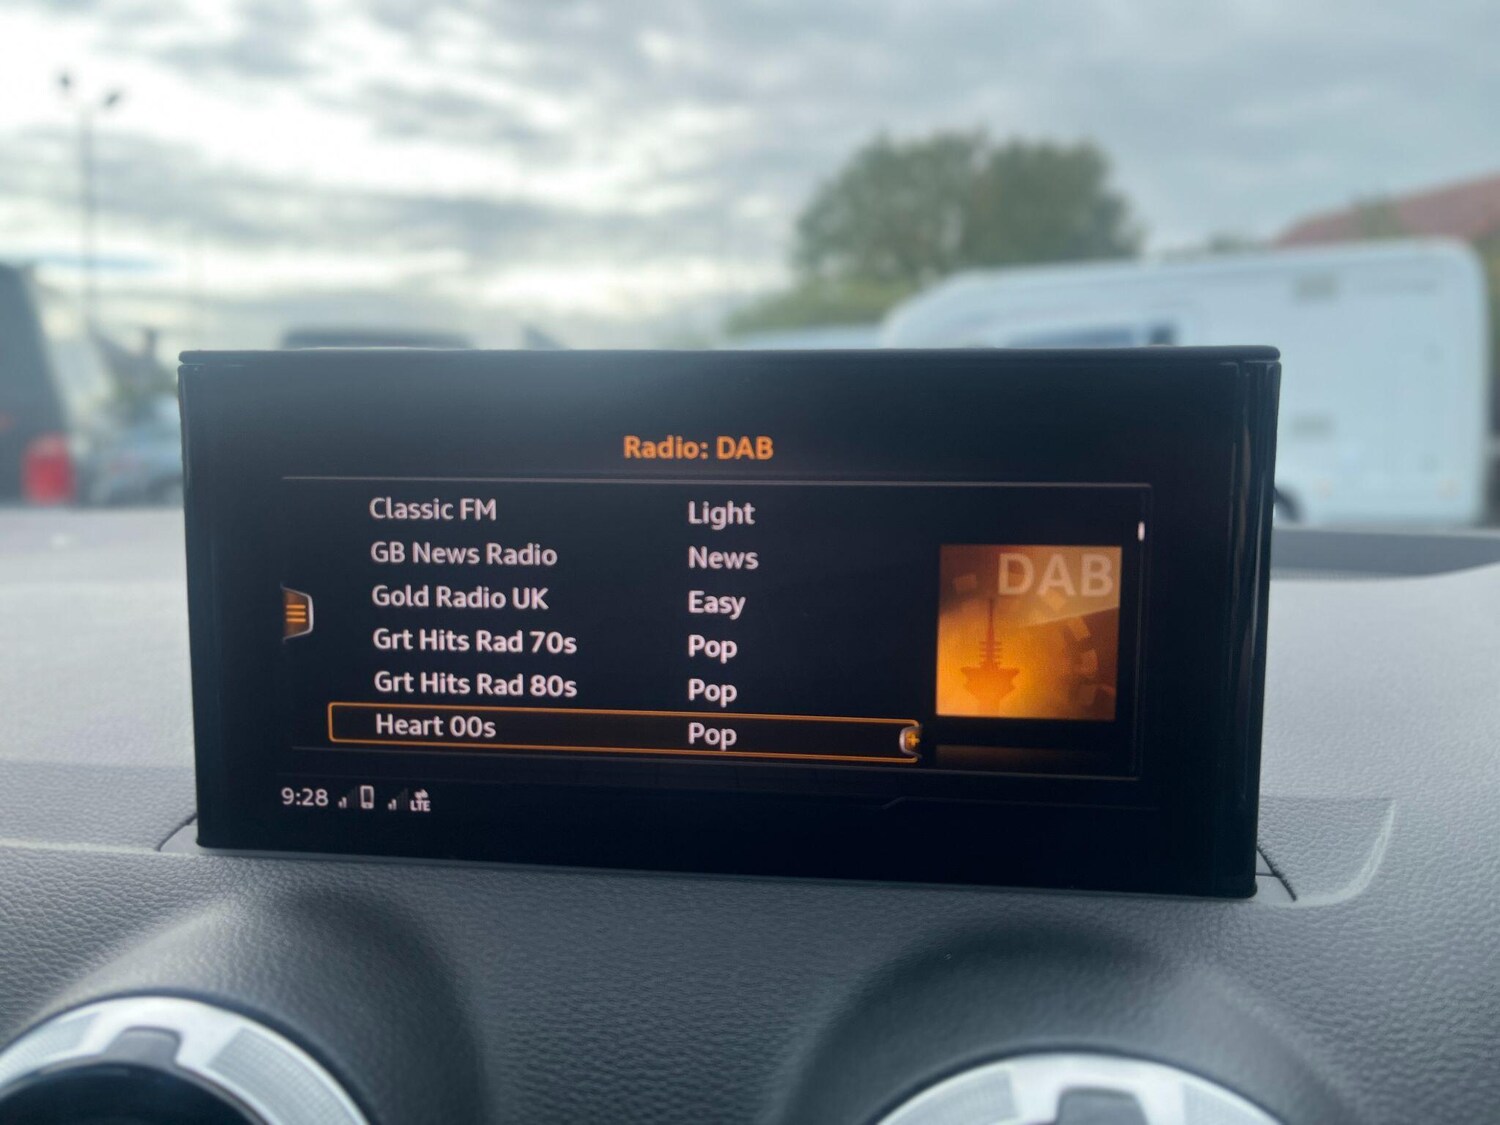 Radio: DAB
Classic FM Light
GB News Radio News
Gold Radio UK Easy
Grt Hits Rad 70s Pop
Grt Hits Rad 80s Pop
Heart 00s Pop
DAB
9:28 LTE